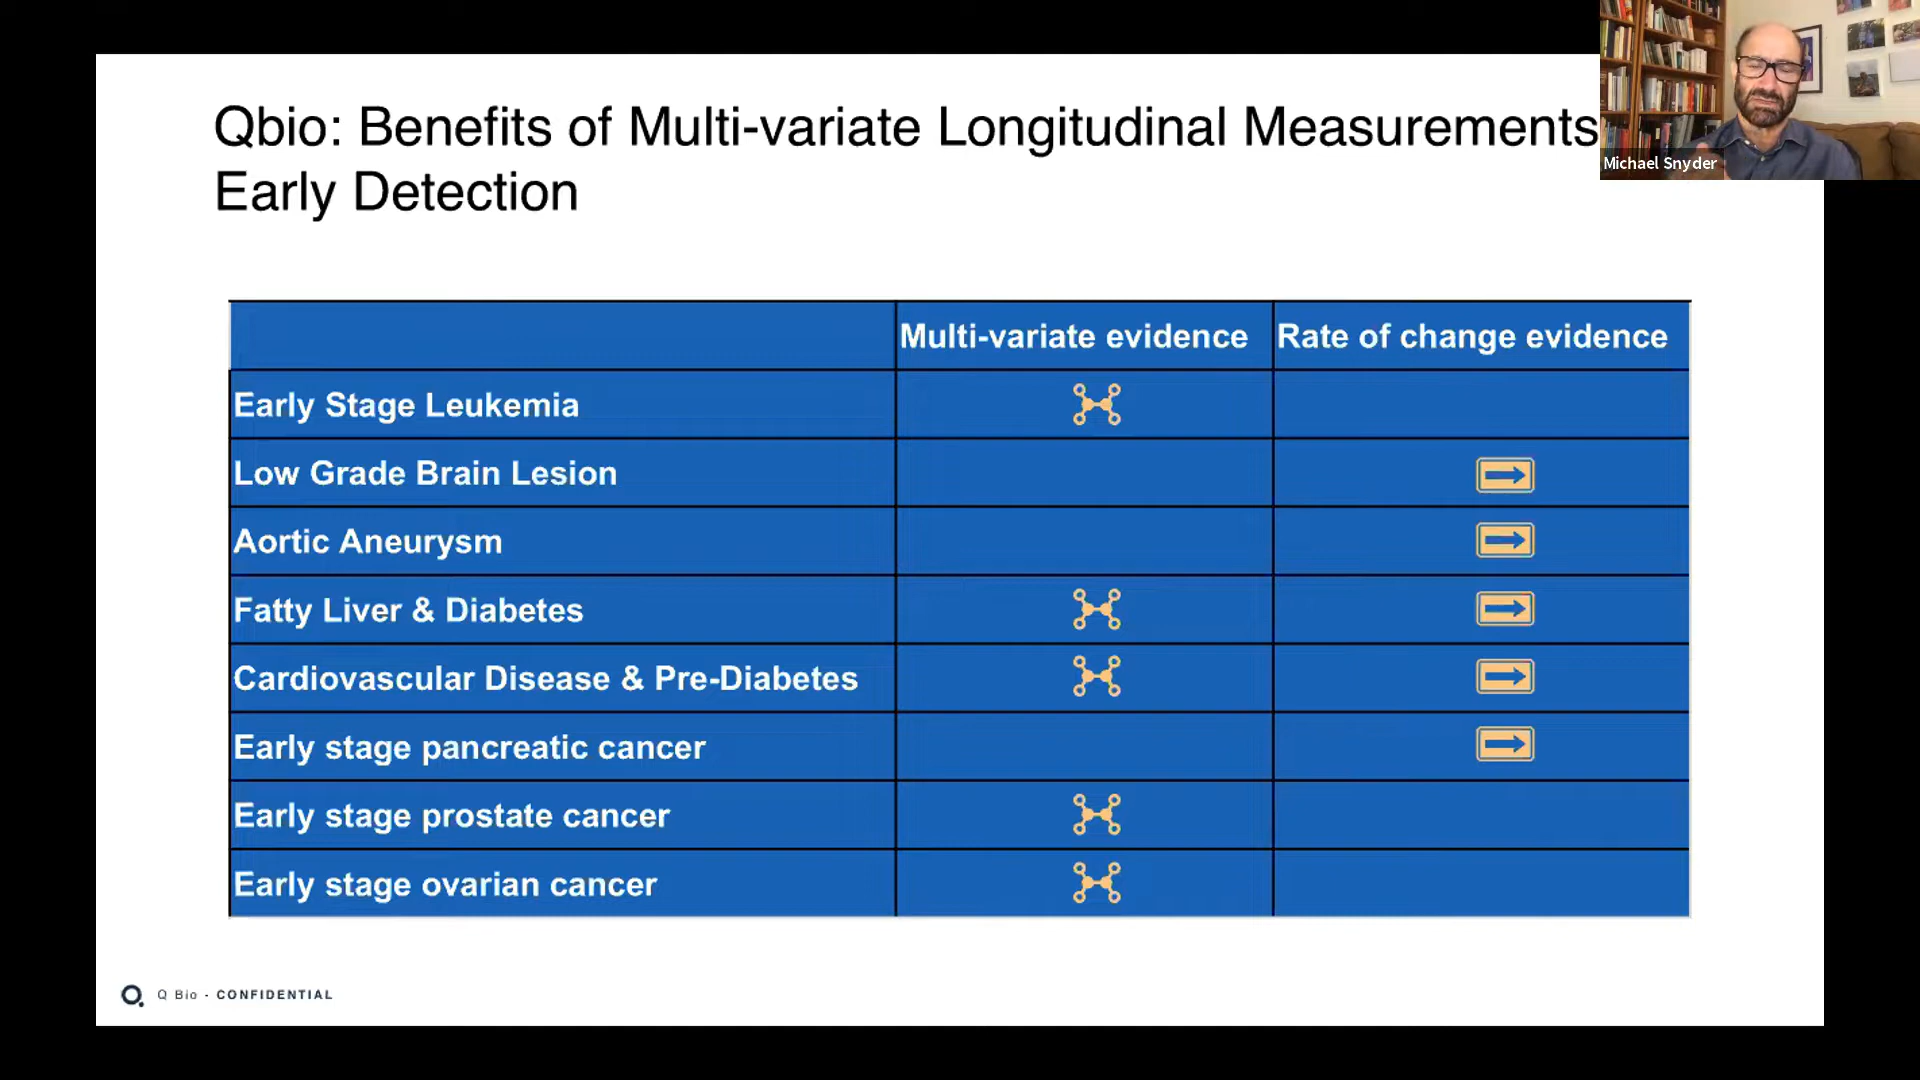 Qbio: Benefits of Multi-variate Longitudinal Measurements
Early Detection
Michael Snyder
Multi-variate evidence
Rate of change evidence
Early Stage Leukemia
Low Grade Brain Lesion
Aortic Aneurysm
Fatty Liver & Diabetes
Cardiovascular Disease & Pre-Diabetes
Early stage pancreatic cancer
Early stage prostate cancer
Early stage ovarian cancer
Q Bio - CONFIDENTIAL